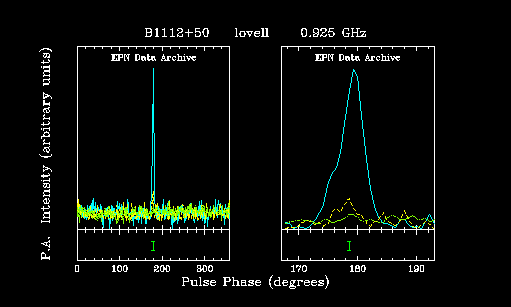 B1112+50 lovell 0.925 GHz
EPN Data Archive EPN Data Archive
Intensity (arbitrary units)
P.A.
0 100 200 300 170 180 190
Pulse Phase (degrees)